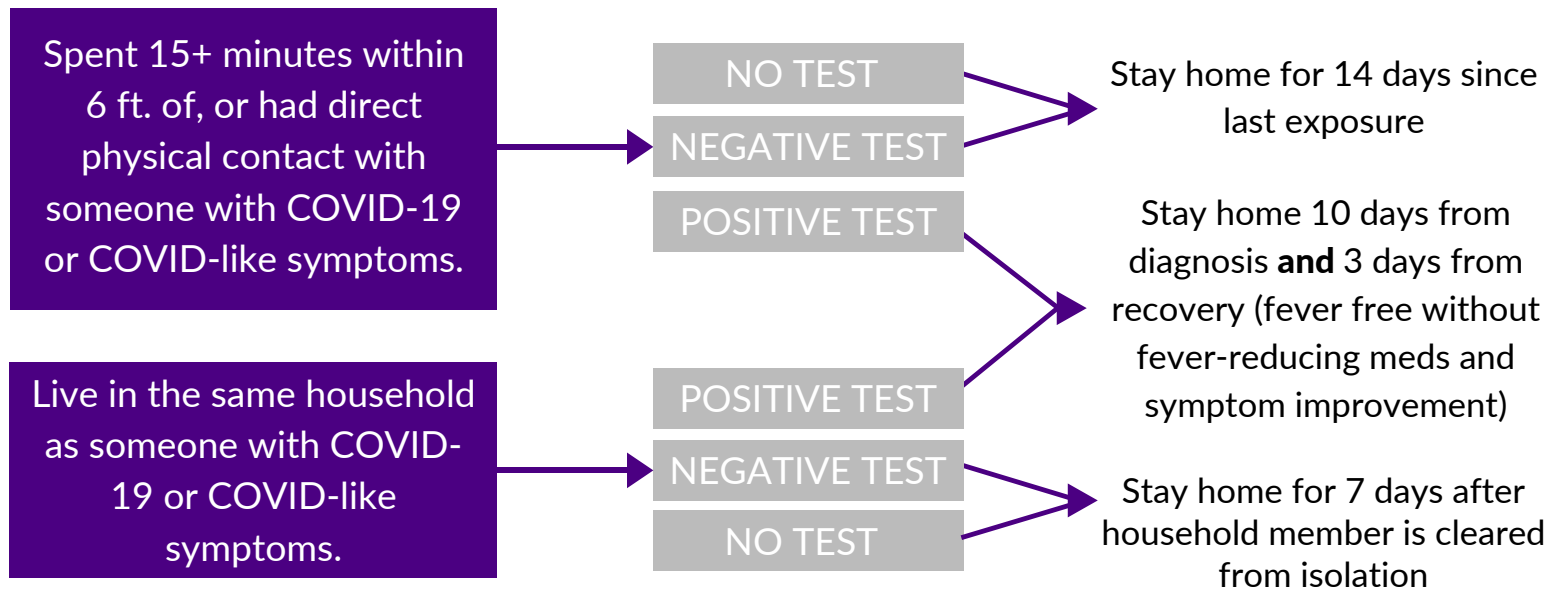 Spent 15+ minutes within
6 ft. of, or had direct
physical contact with
someone with COVID-19
or COVID-like symptoms.
NO TEST
NEGATIVE TEST
POSITIVE TEST
Stay home for 14 days since
last exposure
Stay home 10 days from
diagnosis and 3 days from
recovery (fever free without
fever-reducing meds and
symptom improvement)
Live in the same household
as someone with COVID-
19 or COVID-like
symptoms.
POSITIVE TEST
NEGATIVE TEST
NO TEST
Stay home for 7 days after
household member is cleared
from isolation